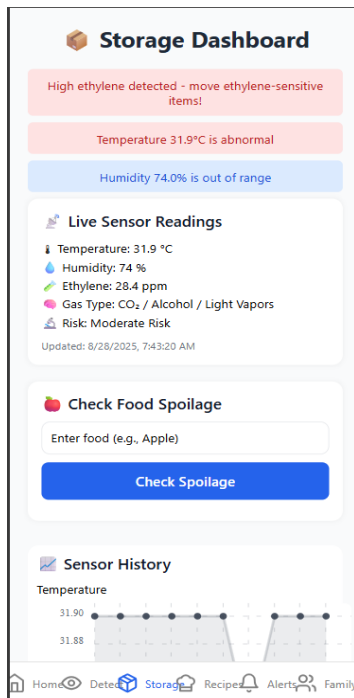 Storage Dashboard
High ethylene detected - move ethylene-sensitive
items!
Temperature 31.9°C is abnormal
Humidity 74.0% is out of range
Live Sensor Readings
Temperature: 31.9 °C
Humidity: 74 %
Ethylene: 28.4 ppm
Gas Type: CO₂ / Alcohol / Light Vapors
Risk: Moderate Risk
Updated: 8/28/2025, 7:43:20 AM
Check Food Spoilage
Enter food (e.g., Apple)
Check Spoilage
Sensor History
Temperature
31.90
31.88
Home Detect Storage Recipes Alerts Family